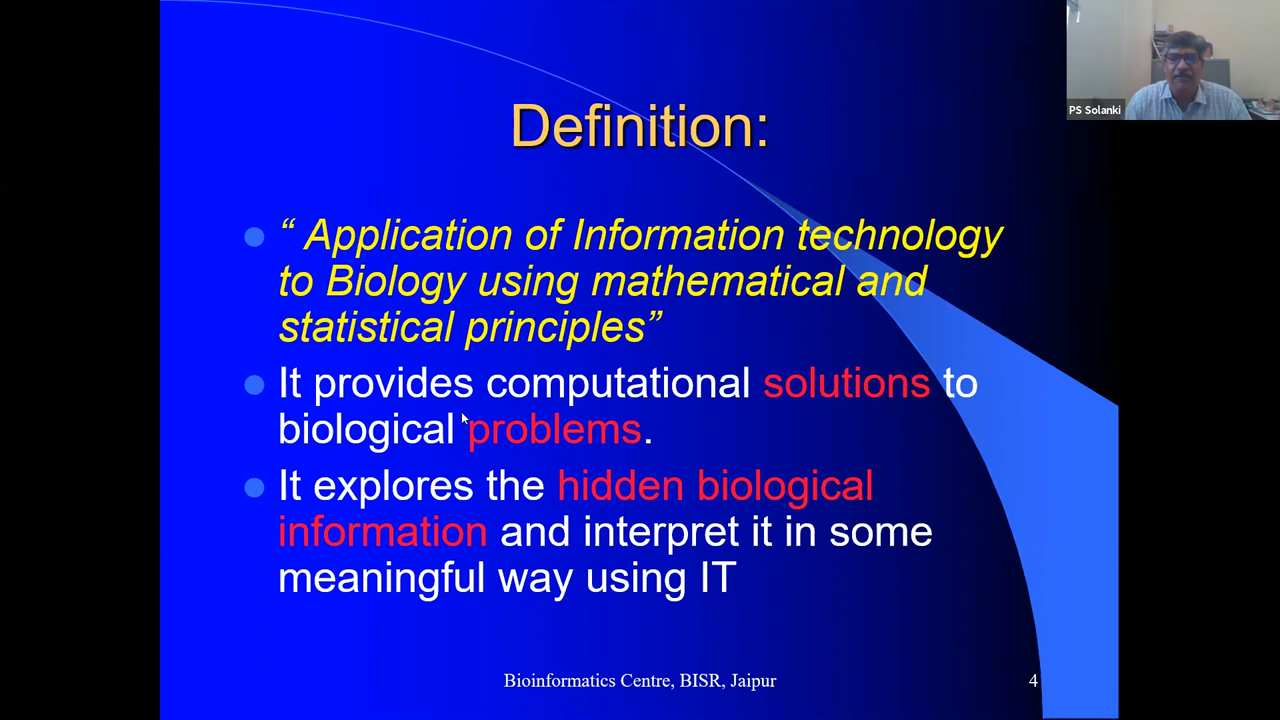 PS Solanki
Definition:
“ Application of Information technology
to Biology using mathematical and
statistical principles”
It provides computational solutions to
biological problems.
It explores the hidden biological
information and interpret it in some
meaningful way using IT
Bioinformatics Centre, BISR, Jaipur
4